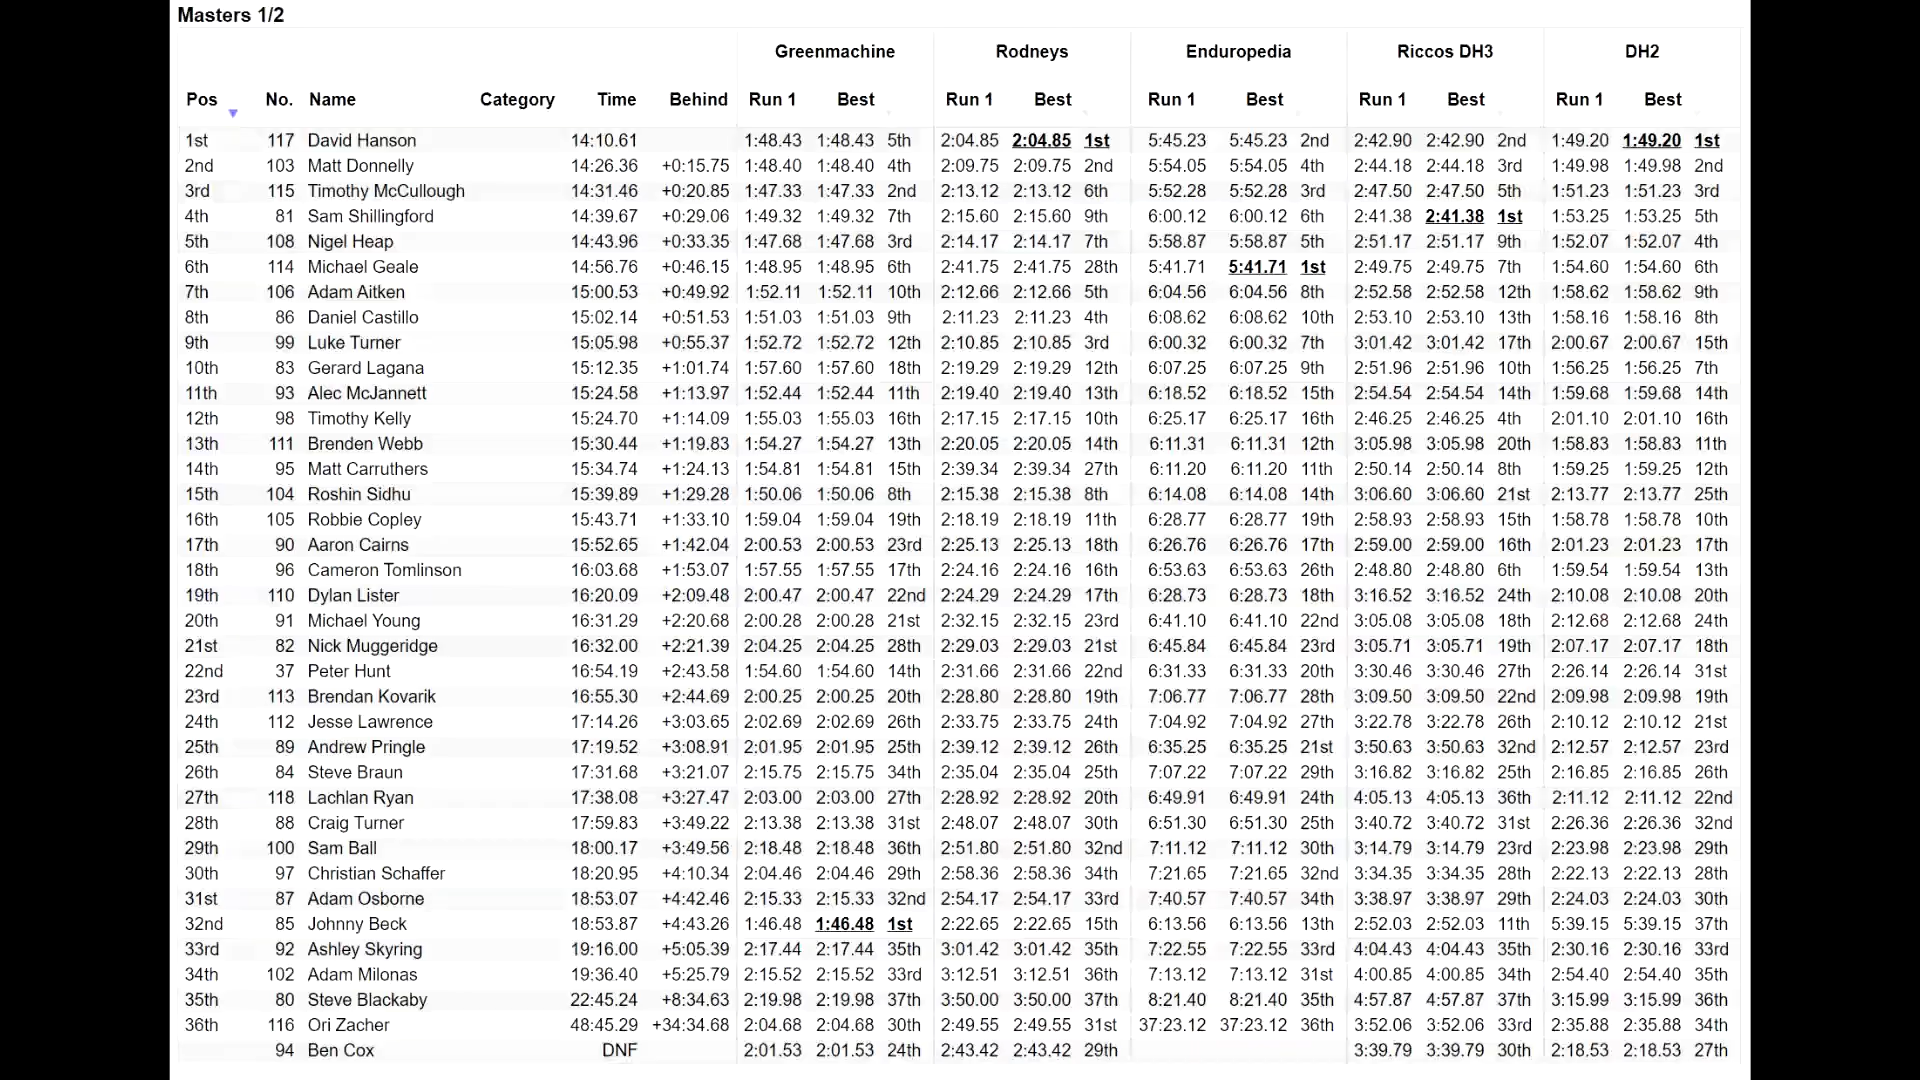 Masters 1/2
Greenmachine Rodneys Enduropedia Riccos DH3 DH2
Pos No. Name Category Time Behind Run 1 Best Run 1 Best Run 1 Best Run 1 Best Run 1 Best
1st 117 David Hanson 14:10.61 1:48.43 1:48.43 5th 2:04.85 2:04.85 1st 5:45.23 5:45.23 2nd 2:42.90 2:42.90 2nd 1:49.20 1:49.20 1st
2nd 103 Matt Donnelly 14:26.36 +0:15.75 1:48.40 1:48.40 4th 2:09.75 2:09.75 2nd 5:54.05 5:54.05 4th 2:44.18 2:44.18 3rd 1:49.98 1:49.98 2nd
3rd 115 Timothy McCullough 14:31.46 +0:20.85 1:47.33 1:47.33 2nd 2:13.12 2:13.12 6th 5:52.28 5:52.28 3rd 2:47.50 2:47.50 5th 1:51.23 1:51.23 3rd
4th 81 Sam Shillingford 14:39.67 +0:29.06 1:49.32 1:49.32 7th 2:15.60 2:15.60 9th 6:00.12 6:00.12 6th 2:41.38 2:41.38 1st 1:53.25 1:53.25 5th
5th 108 Nigel Heap 14:43.96 +0:33.35 1:47.68 1:47.68 3rd 2:14.17 2:14.17 7th 5:58.87 5:58.87 5th 2:51.17 2:51.17 9th 1:52.07 1:52.07 4th
6th 114 Michael Geale 14:56.76 +0:46.15 1:48.95 1:48.95 6th 2:41.75 2:41.75 28th 5:41.71 5:41.71 1st 2:49.75 2:49.75 7th 1:54.60 1:54.60 6th
7th 106 Adam Aitken 15:00.53 +0:49.92 1:52.11 1:52.11 10th 2:12.66 2:12.66 5th 6:04.56 6:04.56 8th 2:52.58 2:52.58 12th 1:58.62 1:58.62 9th
8th 86 Daniel Castillo 15:02.14 +0:51.53 1:51.03 1:51.03 9th 2:11.23 2:11.23 4th 6:08.62 6:08.62 10th 2:53.10 2:53.10 13th 1:58.16 1:58.16 8th
9th 99 Luke Turner 15:05.98 +0:55.37 1:52.72 1:52.72 12th 2:10.85 2:10.85 3rd 6:00.32 6:00.32 7th 3:01.42 3:01.42 17th 2:00.67 2:00.67 15th
10th 83 Gerard Lagana 15:12.35 +1:01.74 1:57.60 1:57.60 18th 2:19.29 2:19.29 12th 6:07.25 6:07.25 9th 2:51.96 2:51.96 10th 1:56.25 1:56.25 7th
11th 93 Alec McJannett 15:24.58 +1:13.97 1:52.44 1:52.44 11th 2:19.40 2:19.40 13th 6:18.52 6:18.52 15th 2:54.54 2:54.54 14th 1:59.68 1:59.68 14th
12th 98 Timothy Kelly 15:24.70 +1:14.09 1:55.03 1:55.03 16th 2:17.15 2:17.15 10th 6:25.17 6:25.17 16th 2:46.25 2:46.25 4th 2:01.10 2:01.10 16th
13th 111 Brenden Webb 15:30.44 +1:19.83 1:54.27 1:54.27 13th 2:20.05 2:20.05 14th 6:11.31 6:11.31 12th 3:05.98 3:05.98 20th 1:58.83 1:58.83 11th
14th 95 Matt Carruthers 15:34.74 +1:24.13 1:54.81 1:54.81 15th 2:39.34 2:39.34 27th 6:11.20 6:11.20 11th 2:50.14 2:50.14 8th 1:59.25 1:59.25 12th
15th 104 Roshin Sidhu 15:39.89 +1:29.28 1:50.06 1:50.06 8th 2:15.38 2:15.38 8th 6:14.08 6:14.08 14th 3:06.60 3:06.60 21st 2:13.77 2:13.77 25th
16th 105 Robbie Copley 15:43.71 +1:33.10 1:59.04 1:59.04 19th 2:18.19 2:18.19 11th 6:28.77 6:28.77 19th 2:58.93 2:58.93 15th 1:58.78 1:58.78 10th
17th 90 Aaron Cairns 15:52.65 +1:42.04 2:00.53 2:00.53 23rd 2:25.13 2:25.13 18th 6:26.76 6:26.76 17th 2:59.00 2:59.00 16th 2:01.23 2:01.23 17th
18th 96 Cameron Tomlinson 16:03.68 +1:53.07 1:57.55 1:57.55 17th 2:24.16 2:24.16 16th 6:53.63 6:53.63 26th 2:48.80 2:48.80 6th 1:59.54 1:59.54 13th
19th 110 Dylan Lister 16:20.09 +2:09.48 2:00.47 2:00.47 22nd 2:24.29 2:24.29 17th 6:28.73 6:28.73 18th 3:16.52 3:16.52 24th 2:10.08 2:10.08 20th
20th 91 Michael Young 16:31.29 +2:20.68 2:00.28 2:00.28 21st 2:32.15 2:32.15 23rd 6:41.10 6:41.10 22nd 3:05.08 3:05.08 18th 2:12.68 2:12.68 24th
21st 82 Nick Muggeridge 16:32.00 +2:21.39 2:04.25 2:04.25 28th 2:29.03 2:29.03 21st 6:45.84 6:45.84 23rd 3:05.71 3:05.71 19th 2:07.17 2:07.17 18th
22nd 37 Peter Hunt 16:54.19 +2:43.58 1:54.60 1:54.60 14th 2:31.66 2:31.66 22nd 6:31.33 6:31.33 20th 3:30.46 3:30.46 27th 2:26.14 2:26.14 31st
23rd 113 Brendan Kovarik 16:55.30 +2:44.69 2:00.25 2:00.25 20th 2:28.80 2:28.80 19th 7:06.77 7:06.77 28th 3:09.50 3:09.50 22nd 2:09.98 2:09.98 19th
24th 112 Jesse Lawrence 17:14.26 +3:03.65 2:02.69 2:02.69 26th 2:33.75 2:33.75 24th 7:04.92 7:04.92 27th 3:22.78 3:22.78 26th 2:10.12 2:10.12 21st
25th 89 Andrew Pringle 17:19.52 +3:08.91 2:01.95 2:01.95 25th 2:39.12 2:39.12 26th 6:35.25 6:35.25 21st 3:50.63 3:50.63 32nd 2:12.57 2:12.57 23rd
26th 84 Steve Braun 17:31.68 +3:21.07 2:15.75 2:15.75 34th 2:35.04 2:35.04 25th 7:07.22 7:07.22 29th 3:16.82 3:16.82 25th 2:16.85 2:16.85 26th
27th 118 Lachlan Ryan 17:38.08 +3:27.47 2:03.00 2:03.00 27th 2:28.92 2:28.92 20th 6:49.91 6:49.91 24th 4:05.13 4:05.13 36th 2:11.12 2:11.12 22nd
28th 88 Craig Turner 17:59.83 +3:49.22 2:13.38 2:13.38 31st 2:48.07 2:48.07 30th 6:51.30 6:51.30 25th 3:40.72 3:40.72 31st 2:26.36 2:26.36 32nd
29th 100 Sam Ball 18:00.17 +3:49.56 2:18.48 2:18.48 36th 2:51.80 2:51.80 32nd 7:11.12 7:11.12 30th 3:14.79 3:14.79 23rd 2:23.98 2:23.98 29th
30th 97 Christian Schaffer 18:20.95 +4:10.34 2:04.46 2:04.46 29th 2:58.36 2:58.36 34th 7:21.65 7:21.65 32nd 3:34.35 3:34.35 28th 2:22.13 2:22.13 28th
31st 87 Adam Osborne 18:53.07 +4:42.46 2:15.33 2:15.33 32nd 2:54.17 2:54.17 33rd 7:40.57 7:40.57 34th 3:38.97 3:38.97 29th 2:24.03 2:24.03 30th
32nd 85 Johnny Beck 18:53.87 +4:43.26 1:46.48 1:46.48 1st 2:22.65 2:22.65 15th 6:13.56 6:13.56 13th 2:52.03 2:52.03 11th 5:39.15 5:39.15 37th
33rd 92 Ashley Skyring 19:16.00 +5:05.39 2:17.44 2:17.44 35th 3:01.42 3:01.42 35th 7:22.55 7:22.55 33rd 4:04.43 4:04.43 35th 2:30.16 2:30.16 33rd
34th 102 Adam Milonas 19:36.40 +5:25.79 2:15.52 2:15.52 33rd 3:12.51 3:12.51 36th 7:13.12 7:13.12 31st 4:00.85 4:00.85 34th 2:54.40 2:54.40 35th
35th 80 Steve Blackaby 22:45.24 +8:34.63 2:19.98 2:19.98 37th 3:50.00 3:50.00 37th 8:21.40 8:21.40 35th 4:57.87 4:57.87 37th 3:15.99 3:15.99 36th
36th 116 Ori Zacher 48:45.29 +34:34.68 2:04.68 2:04.68 30th 2:49.55 2:49.55 31st 37:23.12 37:23.12 36th 3:52.06 3:52.06 33rd 2:35.88 2:35.88 34th
94 Ben Cox DNF 2:01.53 2:01.53 24th 2:43.42 2:43.42 29th 3:39.79 3:39.79 30th 2:18.53 2:18.53 27th